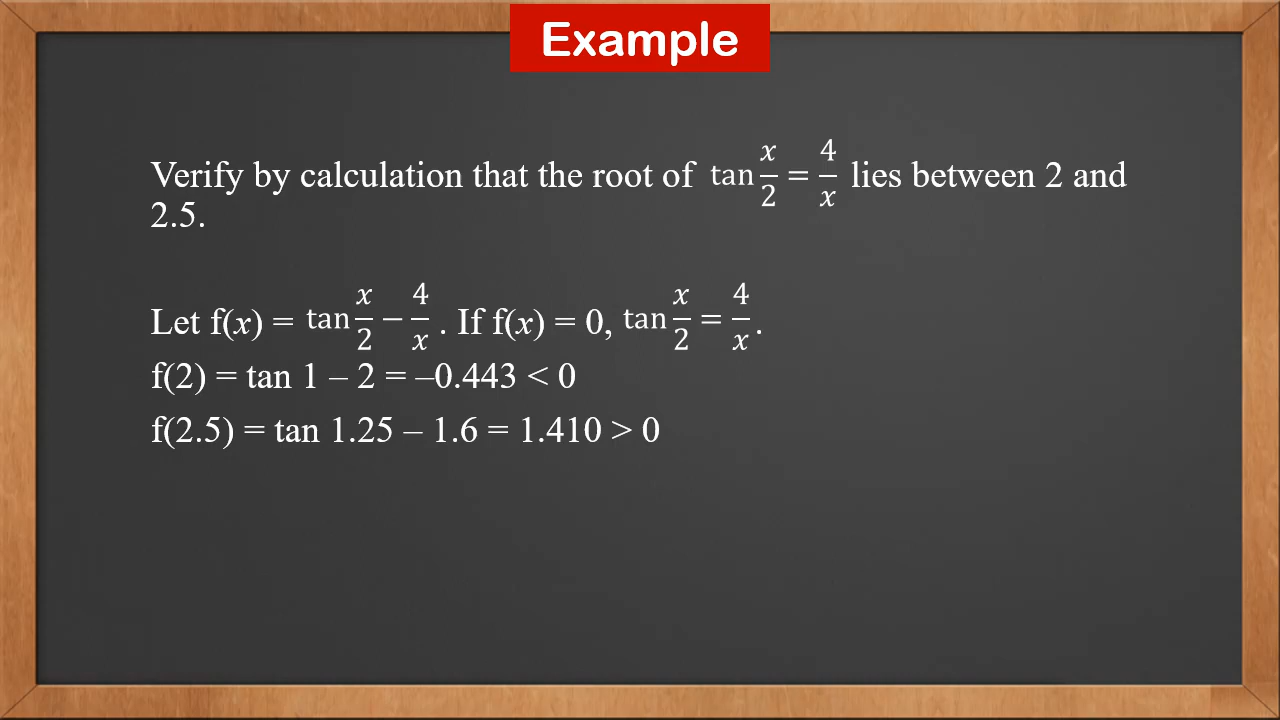 Example
Verify by calculation that the root of tan x/2 = 4/x lies between 2 and
2.5.
Let f(x) = tan x/2 − 4/x . If f(x) = 0, tan x/2 = 4/x.
f(2) = tan 1 – 2 = –0.443 < 0
f(2.5) = tan 1.25 – 1.6 = 1.410 > 0